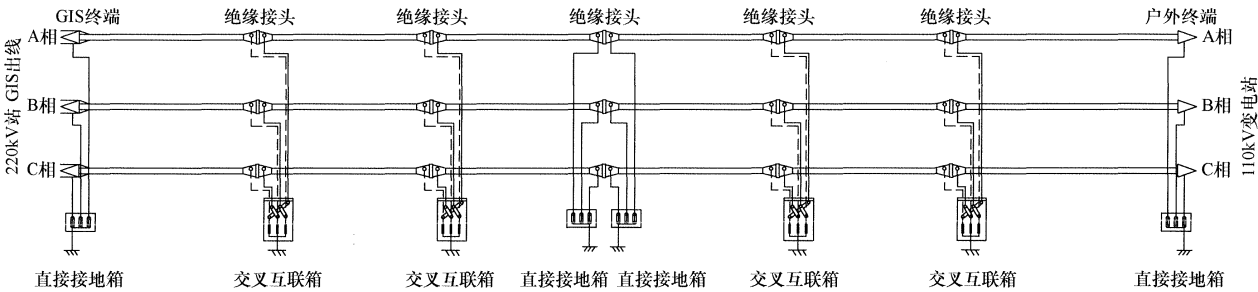 GIS终端
绝缘接头
绝缘接头
绝缘接头
绝缘接头
绝缘接头
户外终端
A相
A相
B相
B相
C相
C相
220kV站 GIS出线
110kV变电站
直接接地箱
交叉互联箱
交叉互联箱
直接接地箱
直接接地箱
交叉互联箱
交叉互联箱
直接接地箱